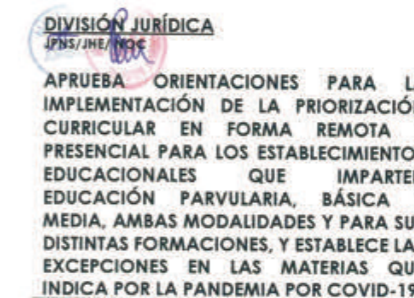 DIVISIÓN JURÍDICA
JPNS/JHE/NQC
APRUEBA ORIENTACIONES PARA L
IMPLEMENTACIÓN DE LA PRIORIZACIÓ
CURRICULAR EN FORMA REMOTA
PRESENCIAL PARA LOS ESTABLECIMIENTO
EDUCACIONALES QUE IMPARTE
EDUCACIÓN PARVULARIA, BÁSICA
MEDIA, AMBAS MODALIDADES Y PARA SU
DISTINTAS FORMACIONES, Y ESTABLECE LA
EXCEPCIONES EN LAS MATERIAS QU
INDICA POR LA PANDEMIA POR COVID-19